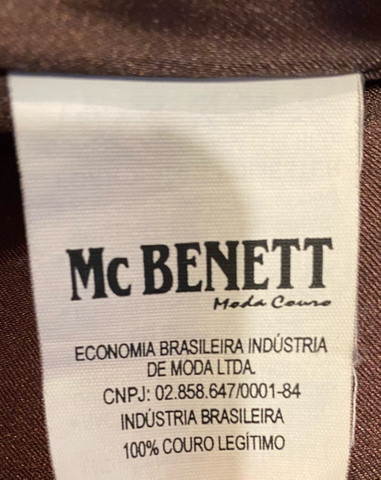 Mc BENETT
Moda Couro
ECONOMIA BRASILEIRA INDÚSTRIA
DE MODA LTDA.
CNPJ: 02.858.647/0001-84
INDÚSTRIA BRASILEIRA
100% COURO LEGÍTIMO